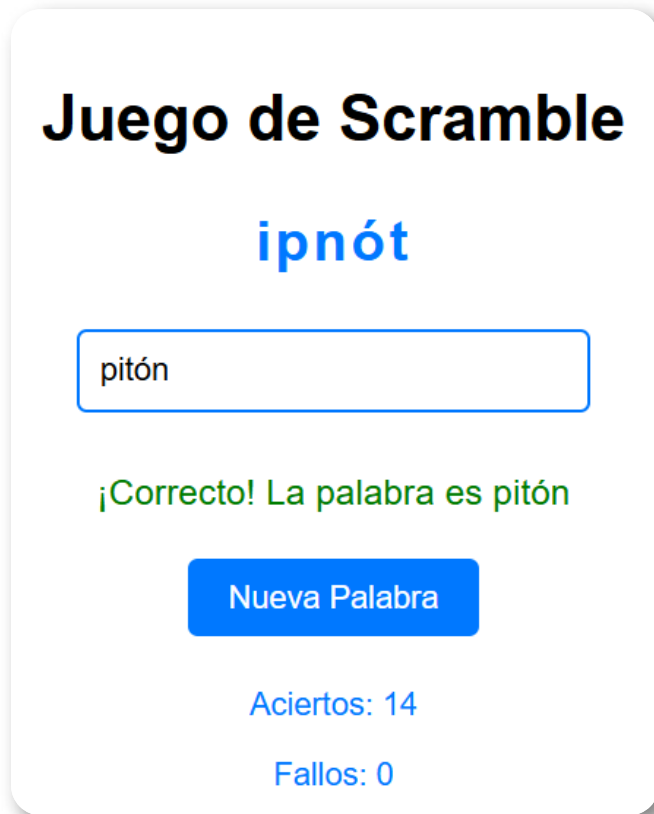 Juego de Scramble
ipnót
pitón
¡Correcto! La palabra es pitón
Nueva Palabra
Aciertos: 14
Fallos: 0